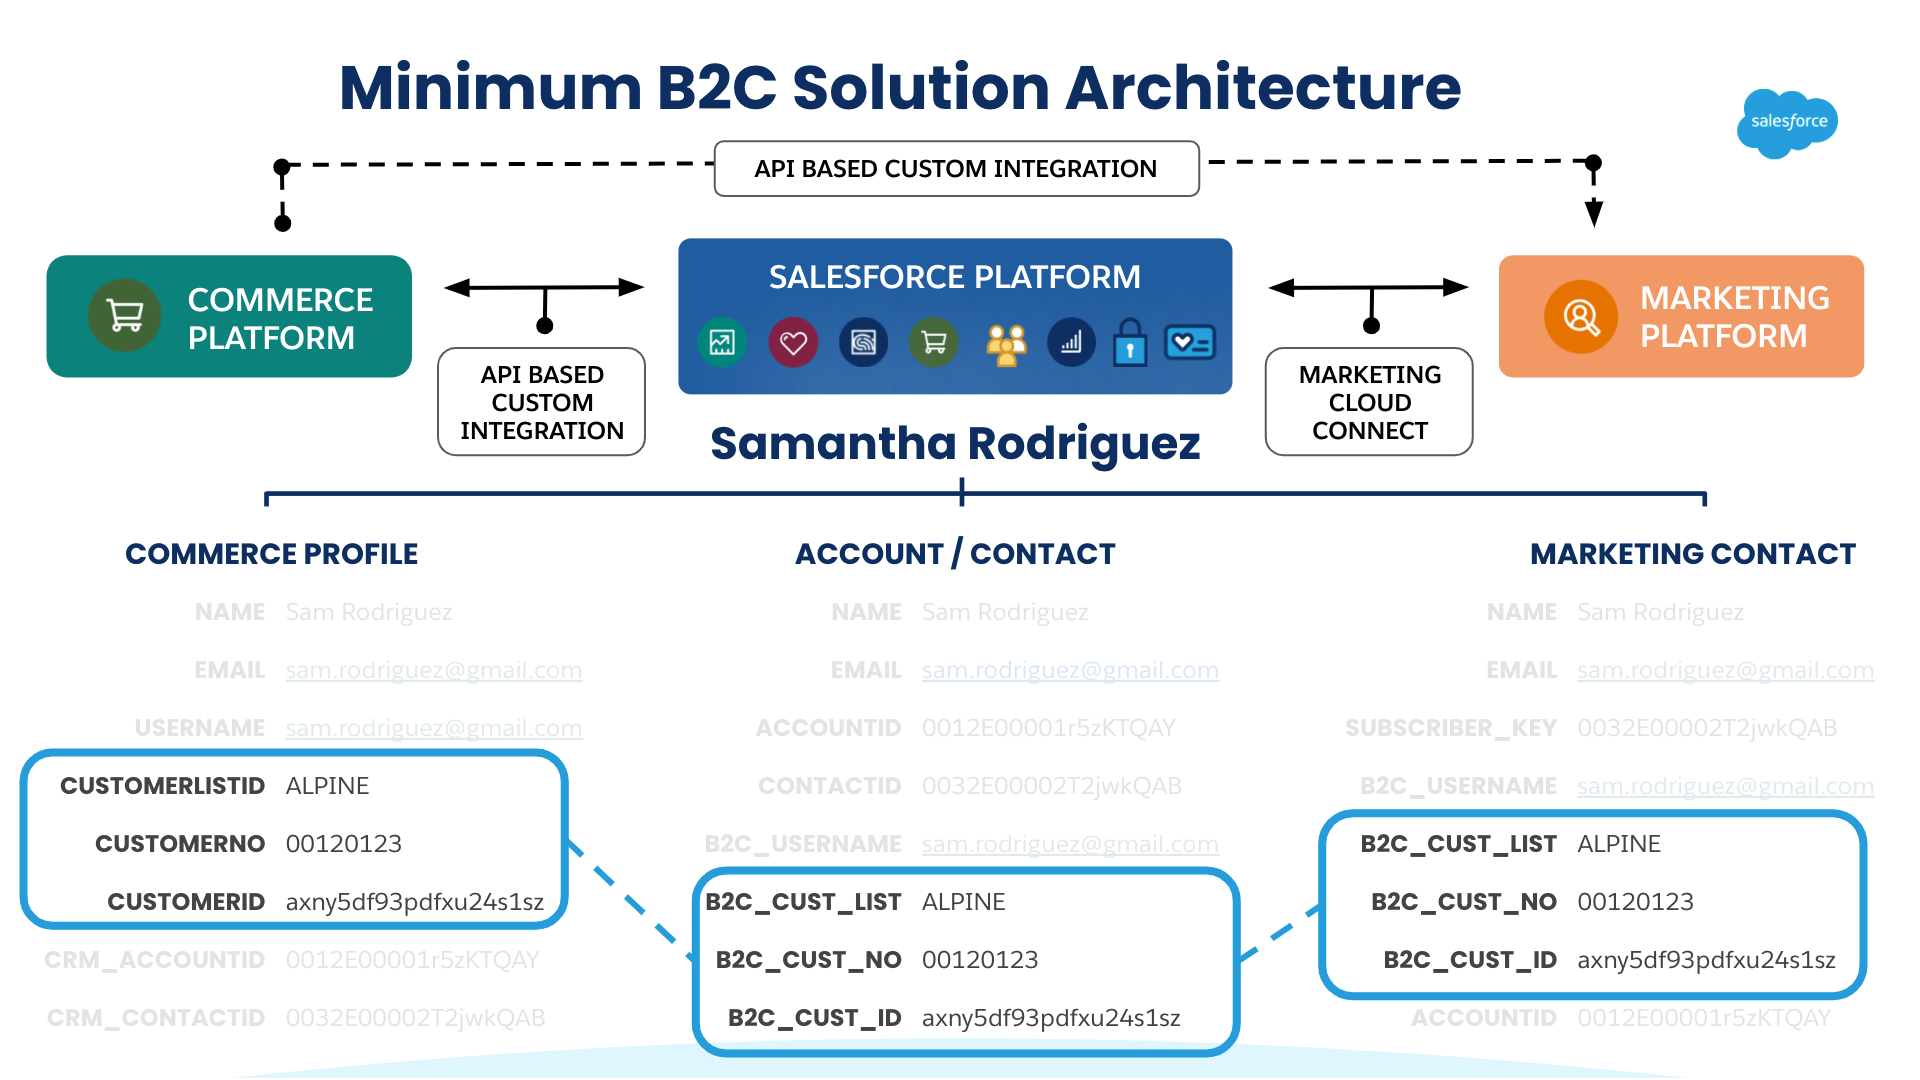 Minimum B2C Solution Architecture
salesforce
API BASED CUSTOM INTEGRATION
COMMERCE
PLATFORM
SALESFORCE PLATFORM
MARKETING
PLATFORM
API BASED
CUSTOM
INTEGRATION
MARKETING
CLOUD
CONNECT
Samantha Rodriguez
COMMERCE PROFILE
NAME Sam Rodriguez
EMAIL sam.rodriguez@gmail.com
USERNAME sam.rodriguez@gmail.com
CUSTOMERLISTID ALPINE
CUSTOMERNO 00120123
CUSTOMERID axny5df93pdfxu24s1sz
CRM_ACCOUNTID 0012E00001r5zKTQAY
CRM_CONTACTID 0032E00002T2jwkQAB
ACCOUNT / CONTACT
NAME Sam Rodriguez
EMAIL sam.rodriguez@gmail.com
ACCOUNTID 0012E00001r5zKTQAY
CONTACTID 0032E00002T2jwkQAB
B2C_USERNAME sam.rodriguez@gmail.com
B2C_CUST_LIST ALPINE
B2C_CUST_NO 00120123
B2C_CUST_ID axny5df93pdfxu24s1sz
MARKETING CONTACT
NAME Sam Rodriguez
EMAIL sam.rodriguez@gmail.com
SUBSCRIBER_KEY 0032E00002T2jwkQAB
B2C_USERNAME sam.rodriguez@gmail.com
B2C_CUST_LIST ALPINE
B2C_CUST_NO 00120123
B2C_CUST_ID axny5df93pdfxu24s1sz
ACCOUNTID 0012E00001r5zKTQAY